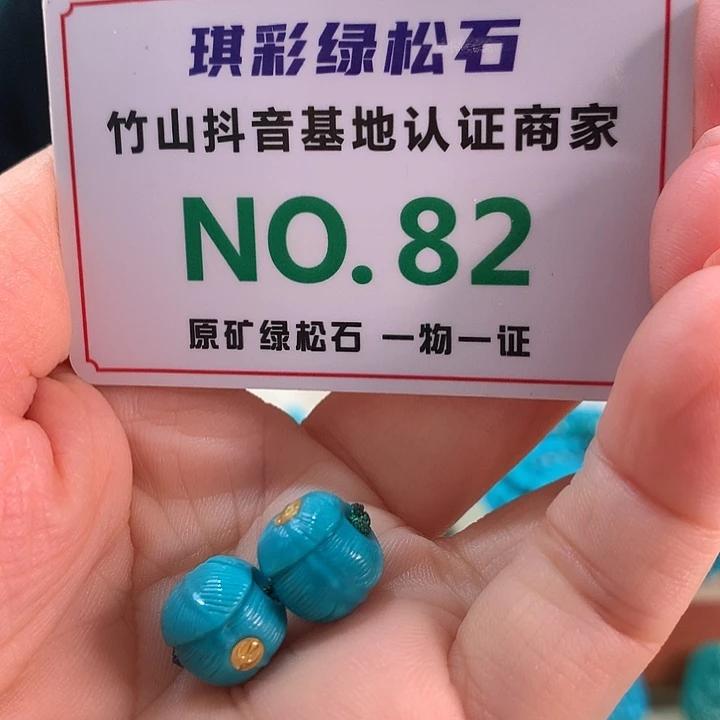 琪彩绿松石
竹山抖音基地认证商家
NO.82
原矿绿松石 一物一证